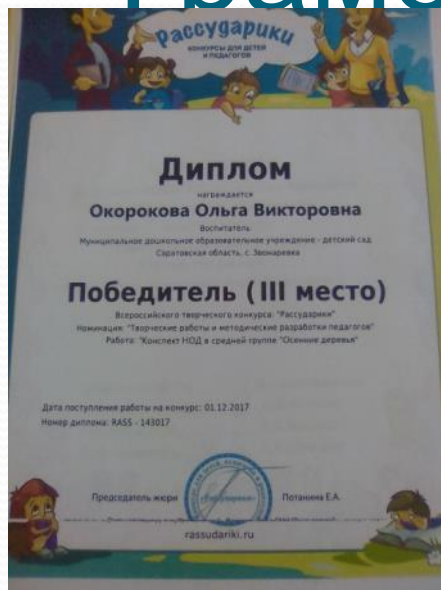 Рассударики
КОНКУРСЫ ДЛЯ ДЕТЕЙ
И ПЕДАГОГОВ
Диплом
награждается
Окорокова Ольга Викторовна
Воспитатель
Муниципальное дошкольное образовательное учреждение - детский сад
Саратовская область, с. Звонаревка
Победитель (III место)
Всероссийского творческого конкурса: "Рассударики"
Номинация: "Творческие работы и методические разработки педагогов"
Работа: "Конспект НОД в средней группе "Осенние деревья"
Дата поступления работы на конкурс: 01.12.2017
Номер диплома: RASS - 143017
Председатель жюри
«Рассударики»
Потанина Е.А.
rassudariki.ru